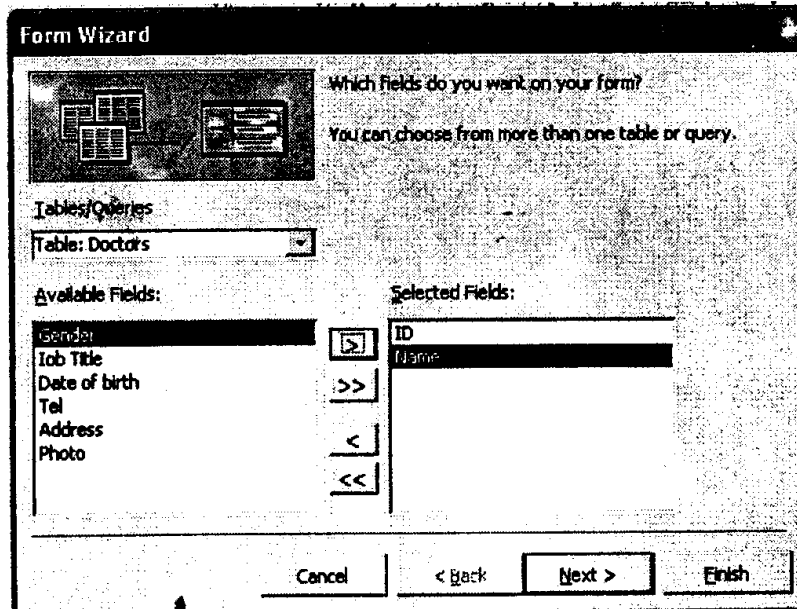 Form Wizard
Which fields do you want on your form?
You can choose from more than one table or query.
Tables/Queries
Table: Doctors
Available Fields:
Selected Fields:
Gender
Job Title
Date of birth
Tel
Address
Photo
>
>>
<
<<
ID
Name
Cancel
< Back
Next >
Finish